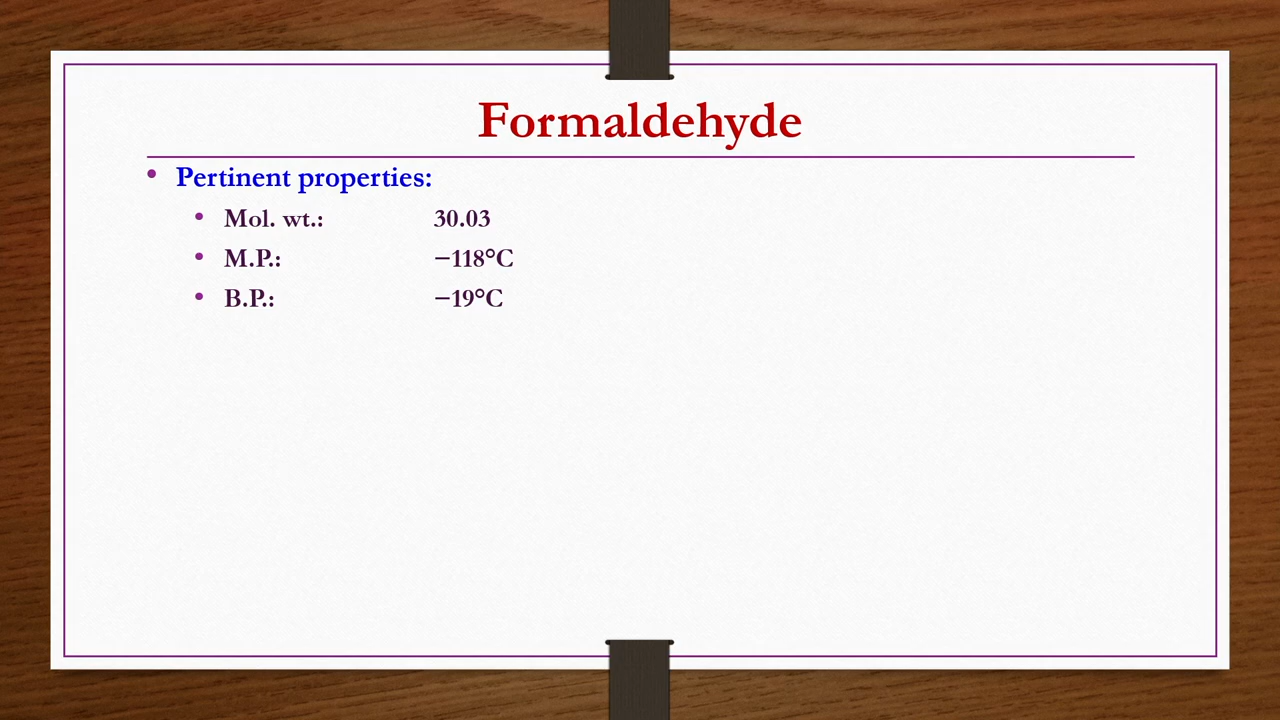 Formaldehyde
• Pertinent properties:
• Mol. wt.: 30.03
• M.P.: −118°C
• B.P.: −19°C